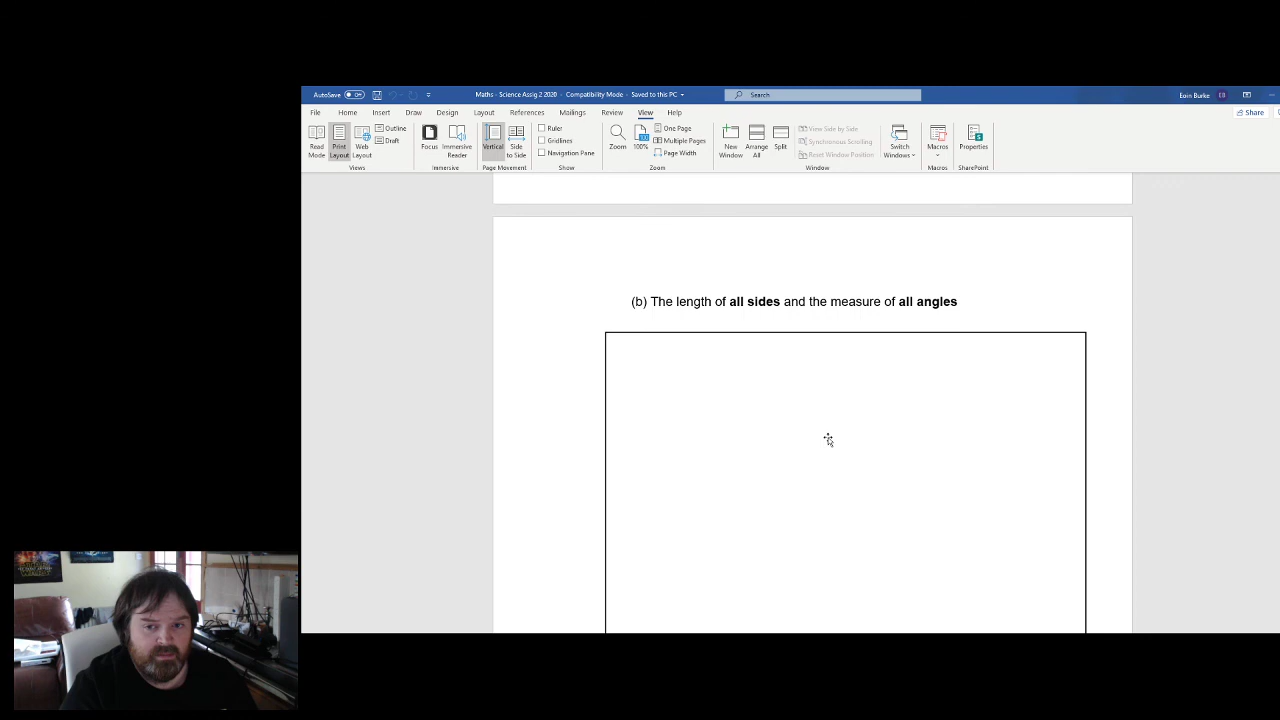 AutoSave Off Maths - Science Assig 2 2020 - Compatibility Mode - Saved to this PC Search Eoin Burke EB
File Home Insert Draw Design Layout References Mailings Review View Help Share
Read Mode
Print Layout
Web Layout
Outline
Draft
Views
Focus
Immersive Reader
Immersive
Vertical
Side to Side
Page Movement
Ruler
Gridlines
Navigation Pane
Show
Zoom
100%
One Page
Multiple Pages
Page Width
Zoom
New Window
Arrange All
Split
View Side by Side
Synchronous Scrolling
Reset Window Position
Switch Windows
Window
Macros
Macros
Properties
SharePoint
(b) The length of all sides and the measure of all angles